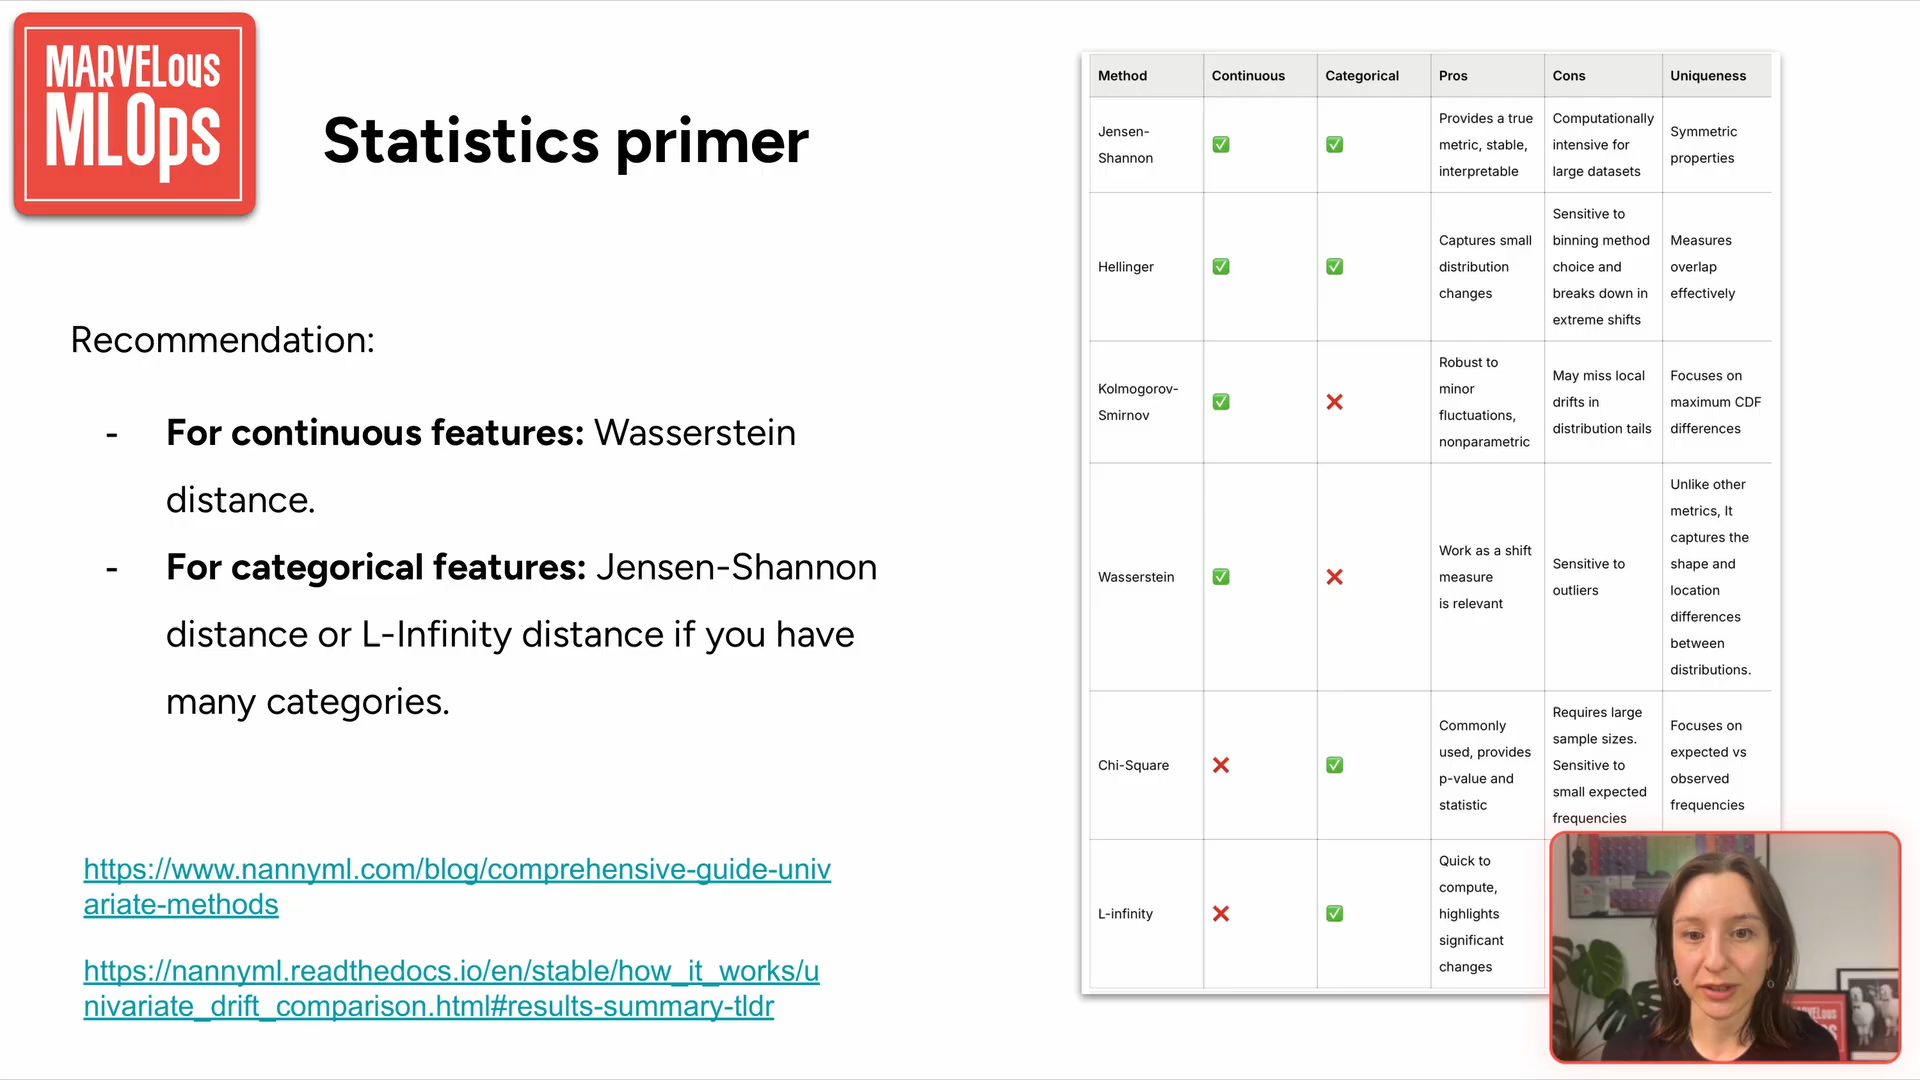 MARVELous
MLOps
Statistics primer
Recommendation:
- For continuous features: Wasserstein
distance.
- For categorical features: Jensen-Shannon
distance or L-Infinity distance if you have
many categories.
https://www.nannyml.com/blog/comprehensive-guide-univ
ariate-methods
https://nannyml.readthedocs.io/en/stable/how_it_works/u
nivariate_drift_comparison.html#results-summary-tldr
Method Continuous Categorical Pros Cons Uniqueness
Jensen-
Shannon
✅
✅
Provides a true
metric, stable,
interpretable
Computationally
intensive for
large datasets
Symmetric
properties
Hellinger
✅
✅
Captures small
distribution
changes
Sensitive to
binning method
choice and
breaks down in
extreme shifts
Measures
overlap
effectively
Kolmogorov-
Smirnov
✅
❌
Robust to
minor
fluctuations,
nonparametric
May miss local
drifts in
distribution tails
Focuses on
maximum CDF
differences
Wasserstein
✅
❌
Work as a shift
measure
is relevant
Sensitive to
outliers
Unlike other
metrics, It
captures the
shape and
location
differences
between
distributions.
Chi-Square
❌
✅
Commonly
used, provides
p-value and
statistic
Requires large
sample sizes.
Sensitive to
small expected
frequencies
Focuses on
expected vs
observed
frequencies
L-infinity
❌
✅
Quick to
compute,
highlights
significant
changes
MARVELous
MLOps